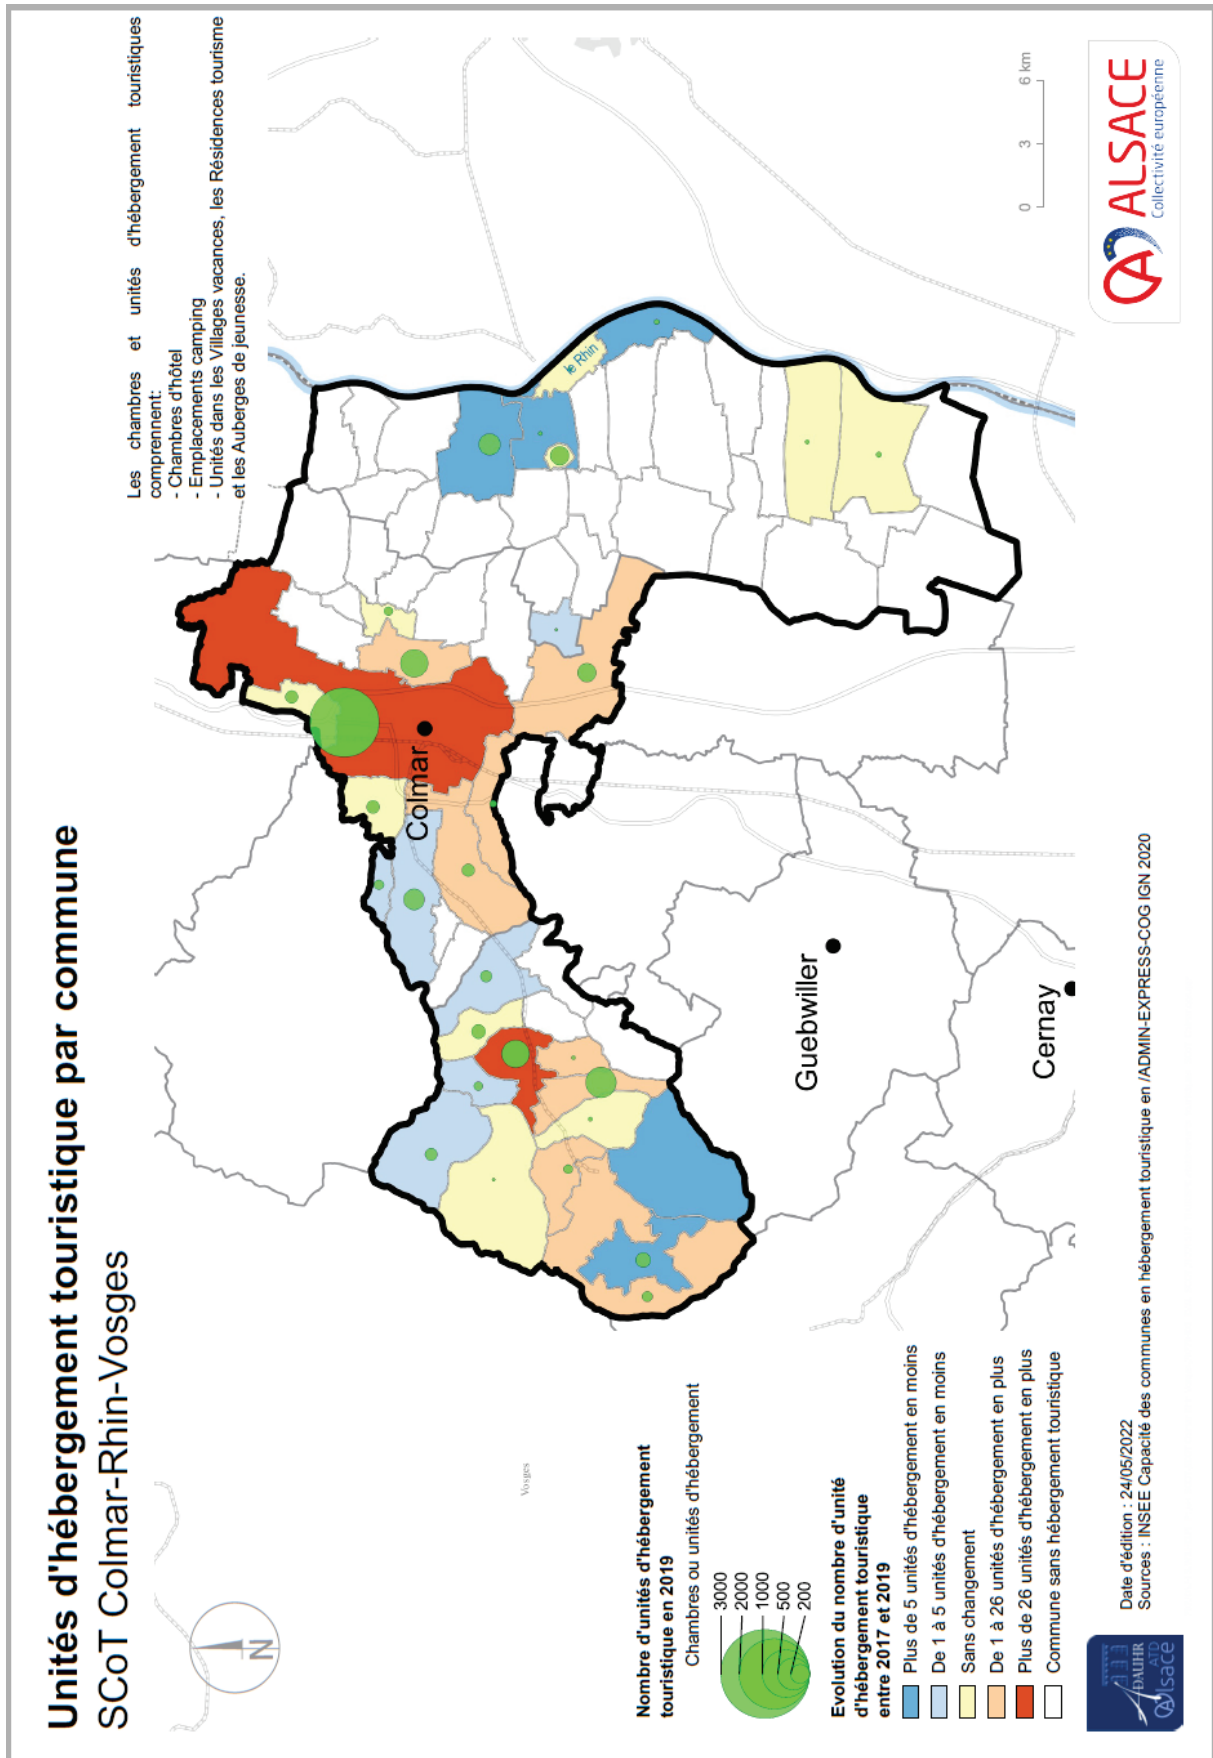 Unités d'hébergement touristique par commune
SCoT Colmar-Rhin-Vosges
Les chambres et unités d'hébergement touristiques
comprennent:
- Chambres d'hôtel
- Emplacements camping
- Unités dans les Villages vacances, les Résidences tourisme
et les Auberges de jeunesse.
N
Vosges
le Rhin
Colmar
Guebwiller
Cernay
0 3 6 km
Nombre d'unités d'hébergement
touristique en 2019
Chambres ou unités d'hébergement
3000
2000
1000
500
200
Evolution du nombre d'unité
d'hébergement touristique
entre 2017 et 2019
Plus de 5 unités d'hébergement en moins
De 1 à 5 unités d'hébergement en moins
Sans changement
De 1 à 26 unités d'hébergement en plus
Plus de 26 unités d'hébergement en plus
Commune sans hébergement touristique
Date d'édition : 24/05/2022
Sources : INSEE Capacité des communes en hébergement touristique en /ADMIN-EXPRESS-COG IGN 2020
ADAUHR
ATD
Alsace
ALSACE
Collectivité européenne